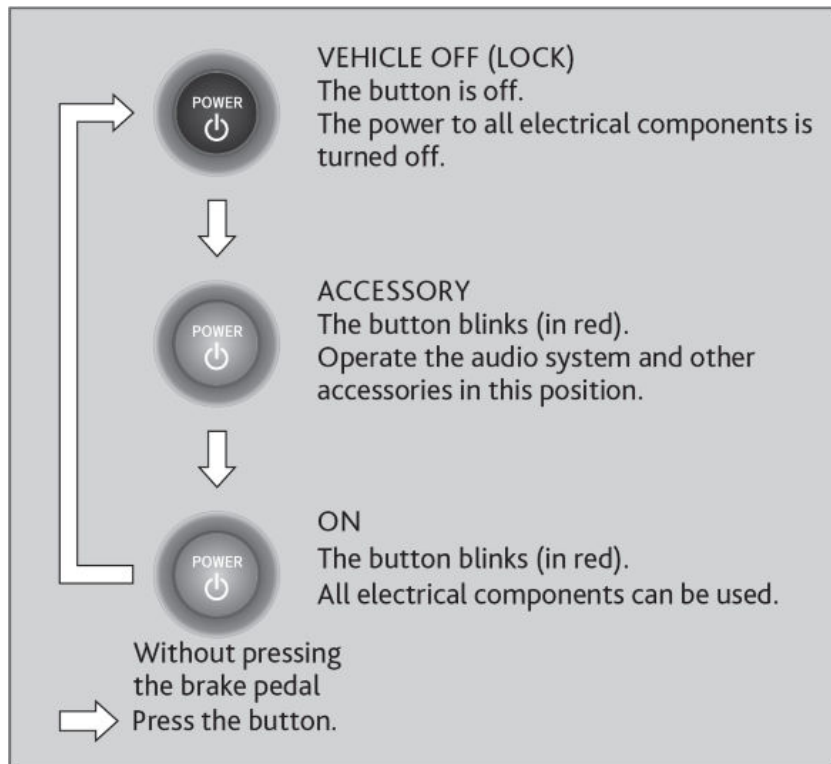 POWER
VEHICLE OFF (LOCK)
The button is off.
The power to all electrical components is
turned off.
POWER
ACCESSORY
The button blinks (in red).
Operate the audio system and other
accessories in this position.
POWER
ON
The button blinks (in red).
All electrical components can be used.
Without pressing
the brake pedal
Press the button.